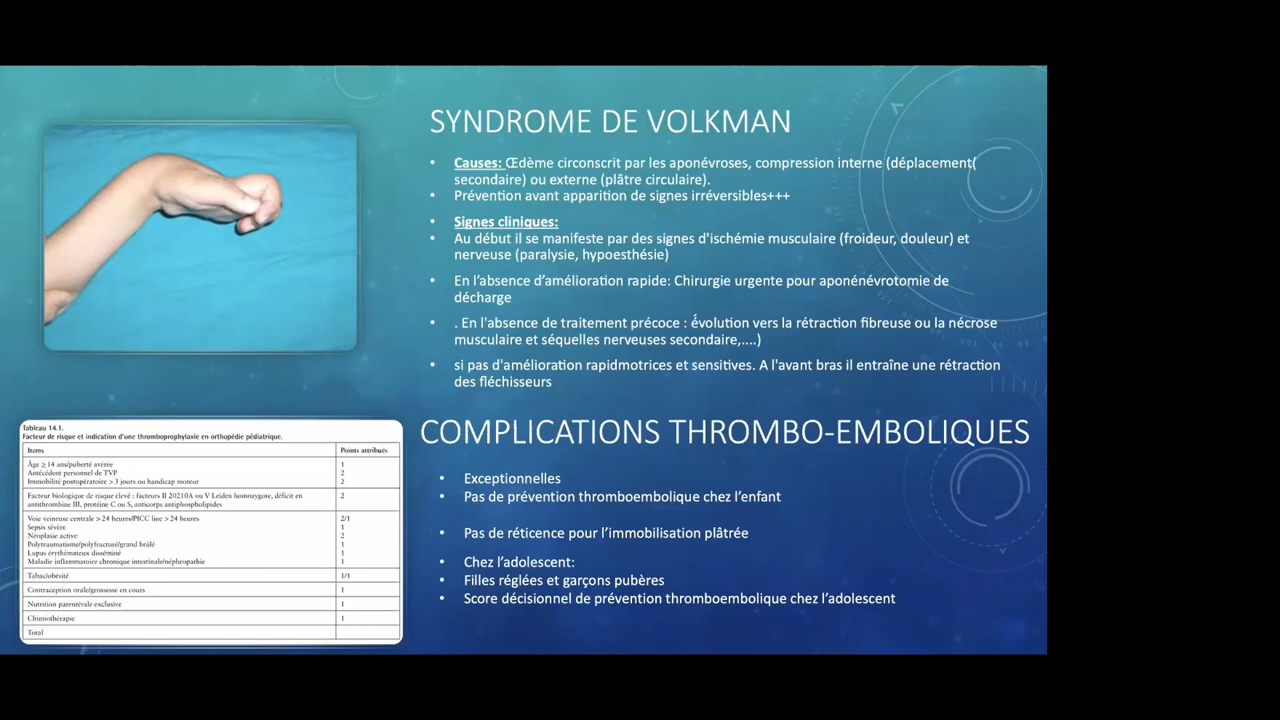 SYNDROME DE VOLKMAN
• Causes: Œdème circonscrit par les aponévroses, compression interne (déplacement(
secondaire) ou externe (plâtre circulaire).
• Prévention avant apparition de signes irréversibles+++
• Signes cliniques:
• Au début il se manifeste par des signes d'ischémie musculaire (froideur, douleur) et
nerveuse (paralysie, hypoesthésie)
• En l’absence d’amélioration rapide: Chirurgie urgente pour aponénévrotomie de
décharge
• . En l'absence de traitement précoce : évolution vers la rétraction fibreuse ou la nécrose
musculaire et séquelles nerveuses secondaire,....)
• si pas d'amélioration rapidmotrices et sensitives. A l'avant bras il entraîne une rétraction
des fléchisseurs
Tableau 14.1.
Facteur de risque et indication d'une thromboprophylaxie en orthopédie pédiatrique.
Items Points attribués
Âge ≥ 14 ans/puberté avérée 1
Antécédent personnel de TVP 2
Immobilité postopératoire > 3 jours ou handicap moteur 2
Facteur biologique de risque élevé : facteurs II 20210A ou V Leiden homozygote, déficit en 2
antithrombine III, protéine C ou S, anticorps antiphospholipides
Voie veineuse centrale > 24 heures/PICC line > 24 heures 2/1
Sepsis sévère 1
Néoplasie active 2
Polytraumatisme/polyfracturé/grand brûlé 1
Lupus érythémateux disséminé 1
Maladie inflammatoire chronique intestinale/néphropathie 1
Tabac/obésité 1/1
Contraception orale/grossesse en cours 1
Nutrition parentérale exclusive 1
Chimiothérapie 1
Total
COMPLICATIONS THROMBO-EMBOLIQUES
• Exceptionnelles
• Pas de prévention thromboembolique chez l’enfant
• Pas de réticence pour l’immobilisation plâtrée
• Chez l’adolescent:
• Filles réglées et garçons pubères
• Score décisionnel de prévention thromboembolique chez l’adolescent